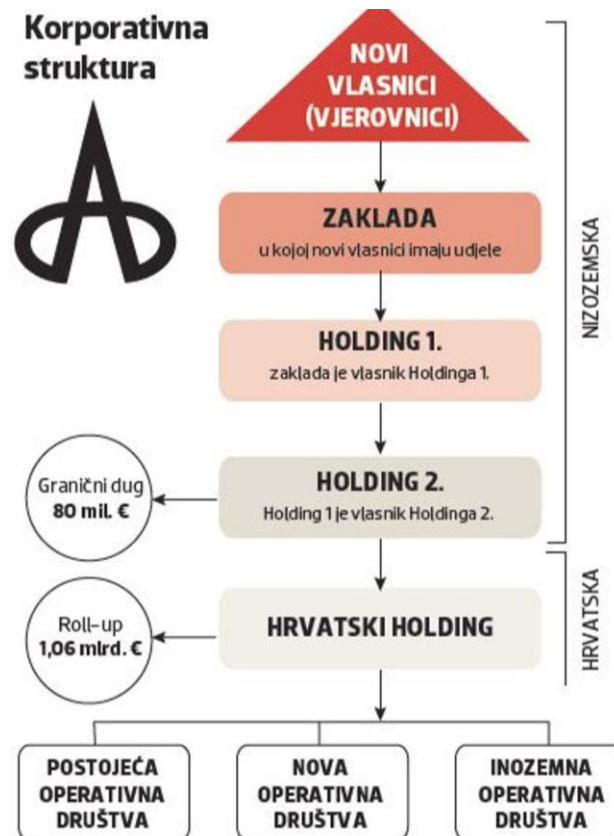 Korporativna
struktura
NOVI
VLASNICI
(VJEROVNICI)
ZAKLADA
u kojoj novi vlasnici imaju udjele
HOLDING 1.
zaklada je vlasnik Holdinga 1.
NIZOZEMSKA
Granični dug
80 mil. €
HOLDING 2.
Holding 1 je vlasnik Holdinga 2.
Roll-up
1,06 mlrd. €
HRVATSKI HOLDING
HRVATSKA
POSTOJEĆA
OPERATIVNA
DRUŠTVA
NOVA
OPERATIVNA
DRUŠTVA
INOZEMNA
OPERATIVNA
DRUŠTVA